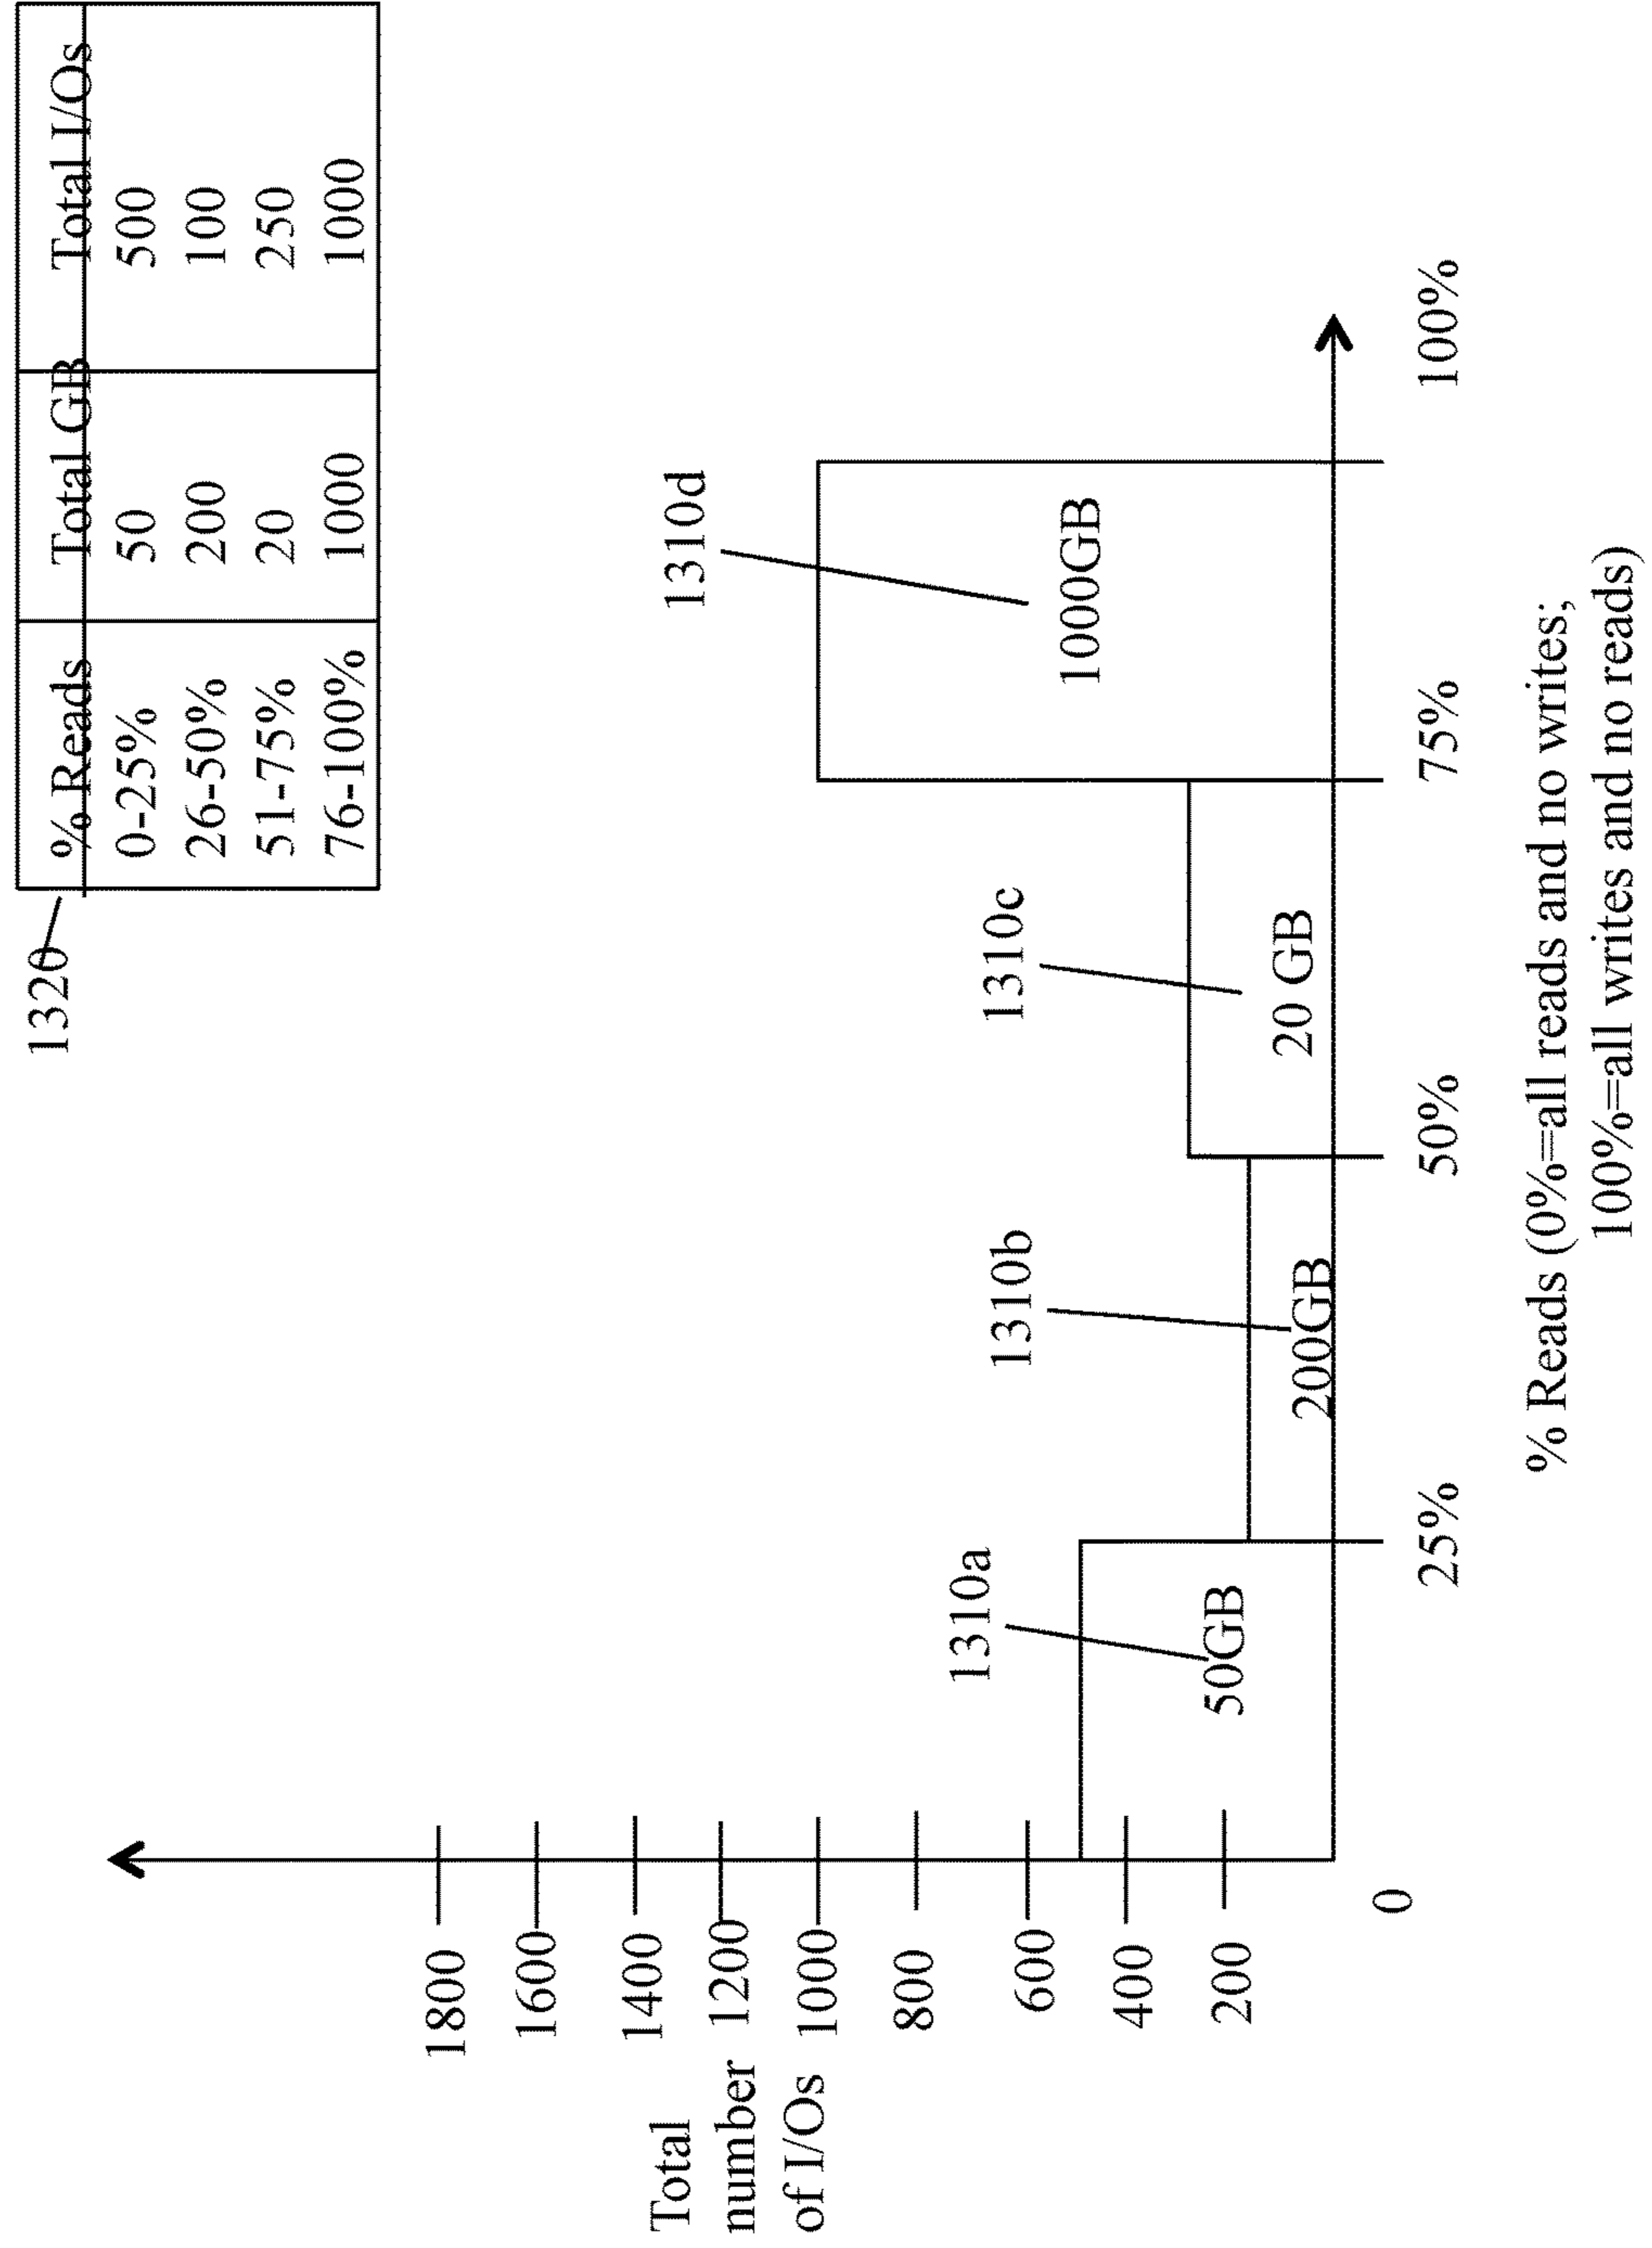 1320
% Reads Total GB Total I/Os
0-25% 50 500
26-50% 200 100
51-75% 20 250
76-100% 1000 1000
Total
number
of I/Os
1800
1600
1400
1200
1000
800
600
400
200
0
1310a
50GB
1310b
200GB
1310c
20 GB
1310d
1000GB
25%
50%
75%
100%
% Reads (0%=all reads and no writes;
100%=all writes and no reads)